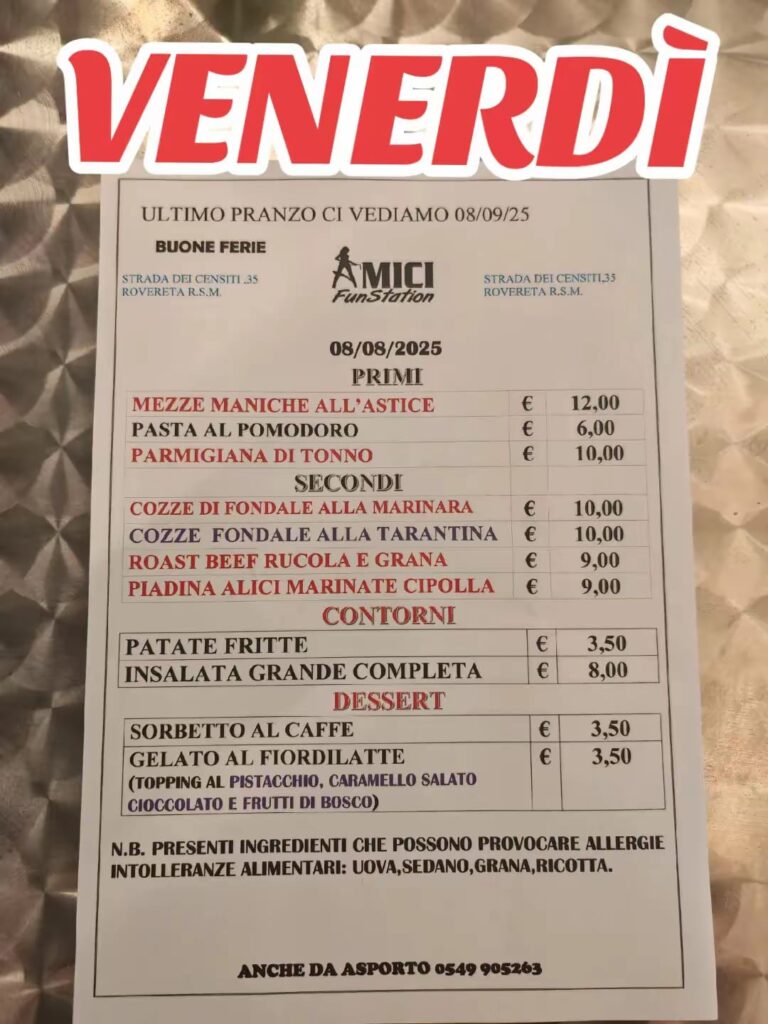 VENERDÌ
ULTIMO PRANZO CI VEDIAMO 08/09/25
BUONE FERIE
AMICI
FunStation
STRADA DEI CENSITI .35
ROVERETA R.S.M.
STRADA DEI CENSITI,35
ROVERETA R.S.M.
08/08/2025
PRIMI
MEZZE MANICHE ALL'ASTICE € 12,00
PASTA AL POMODORO € 6,00
PARMIGIANA DI TONNO € 10,00
SECONDI
COZZE DI FONDALE ALLA MARINARA € 10,00
COZZE FONDALE ALLA TARANTINA € 10,00
ROAST BEEF RUCOLA E GRANA € 9,00
PIADINA ALICI MARINATE CIPOLLA € 9,00
CONTORNI
PATATE FRITTE € 3,50
INSALATA GRANDE COMPLETA € 8,00
DESSERT
SORBETTO AL CAFFE € 3,50
GELATO AL FIORDILATTE € 3,50
(TOPPING AL PISTACCHIO, CARAMELLO SALATO
CIOCCOLATO E FRUTTI DI BOSCO)
N.B. PRESENTI INGREDIENTI CHE POSSONO PROVOCARE ALLERGIE
INTOLLERANZE ALIMENTARI: UOVA,SEDANO,GRANA,RICOTTA.
ANCHE DA ASPORTO 0549 905263